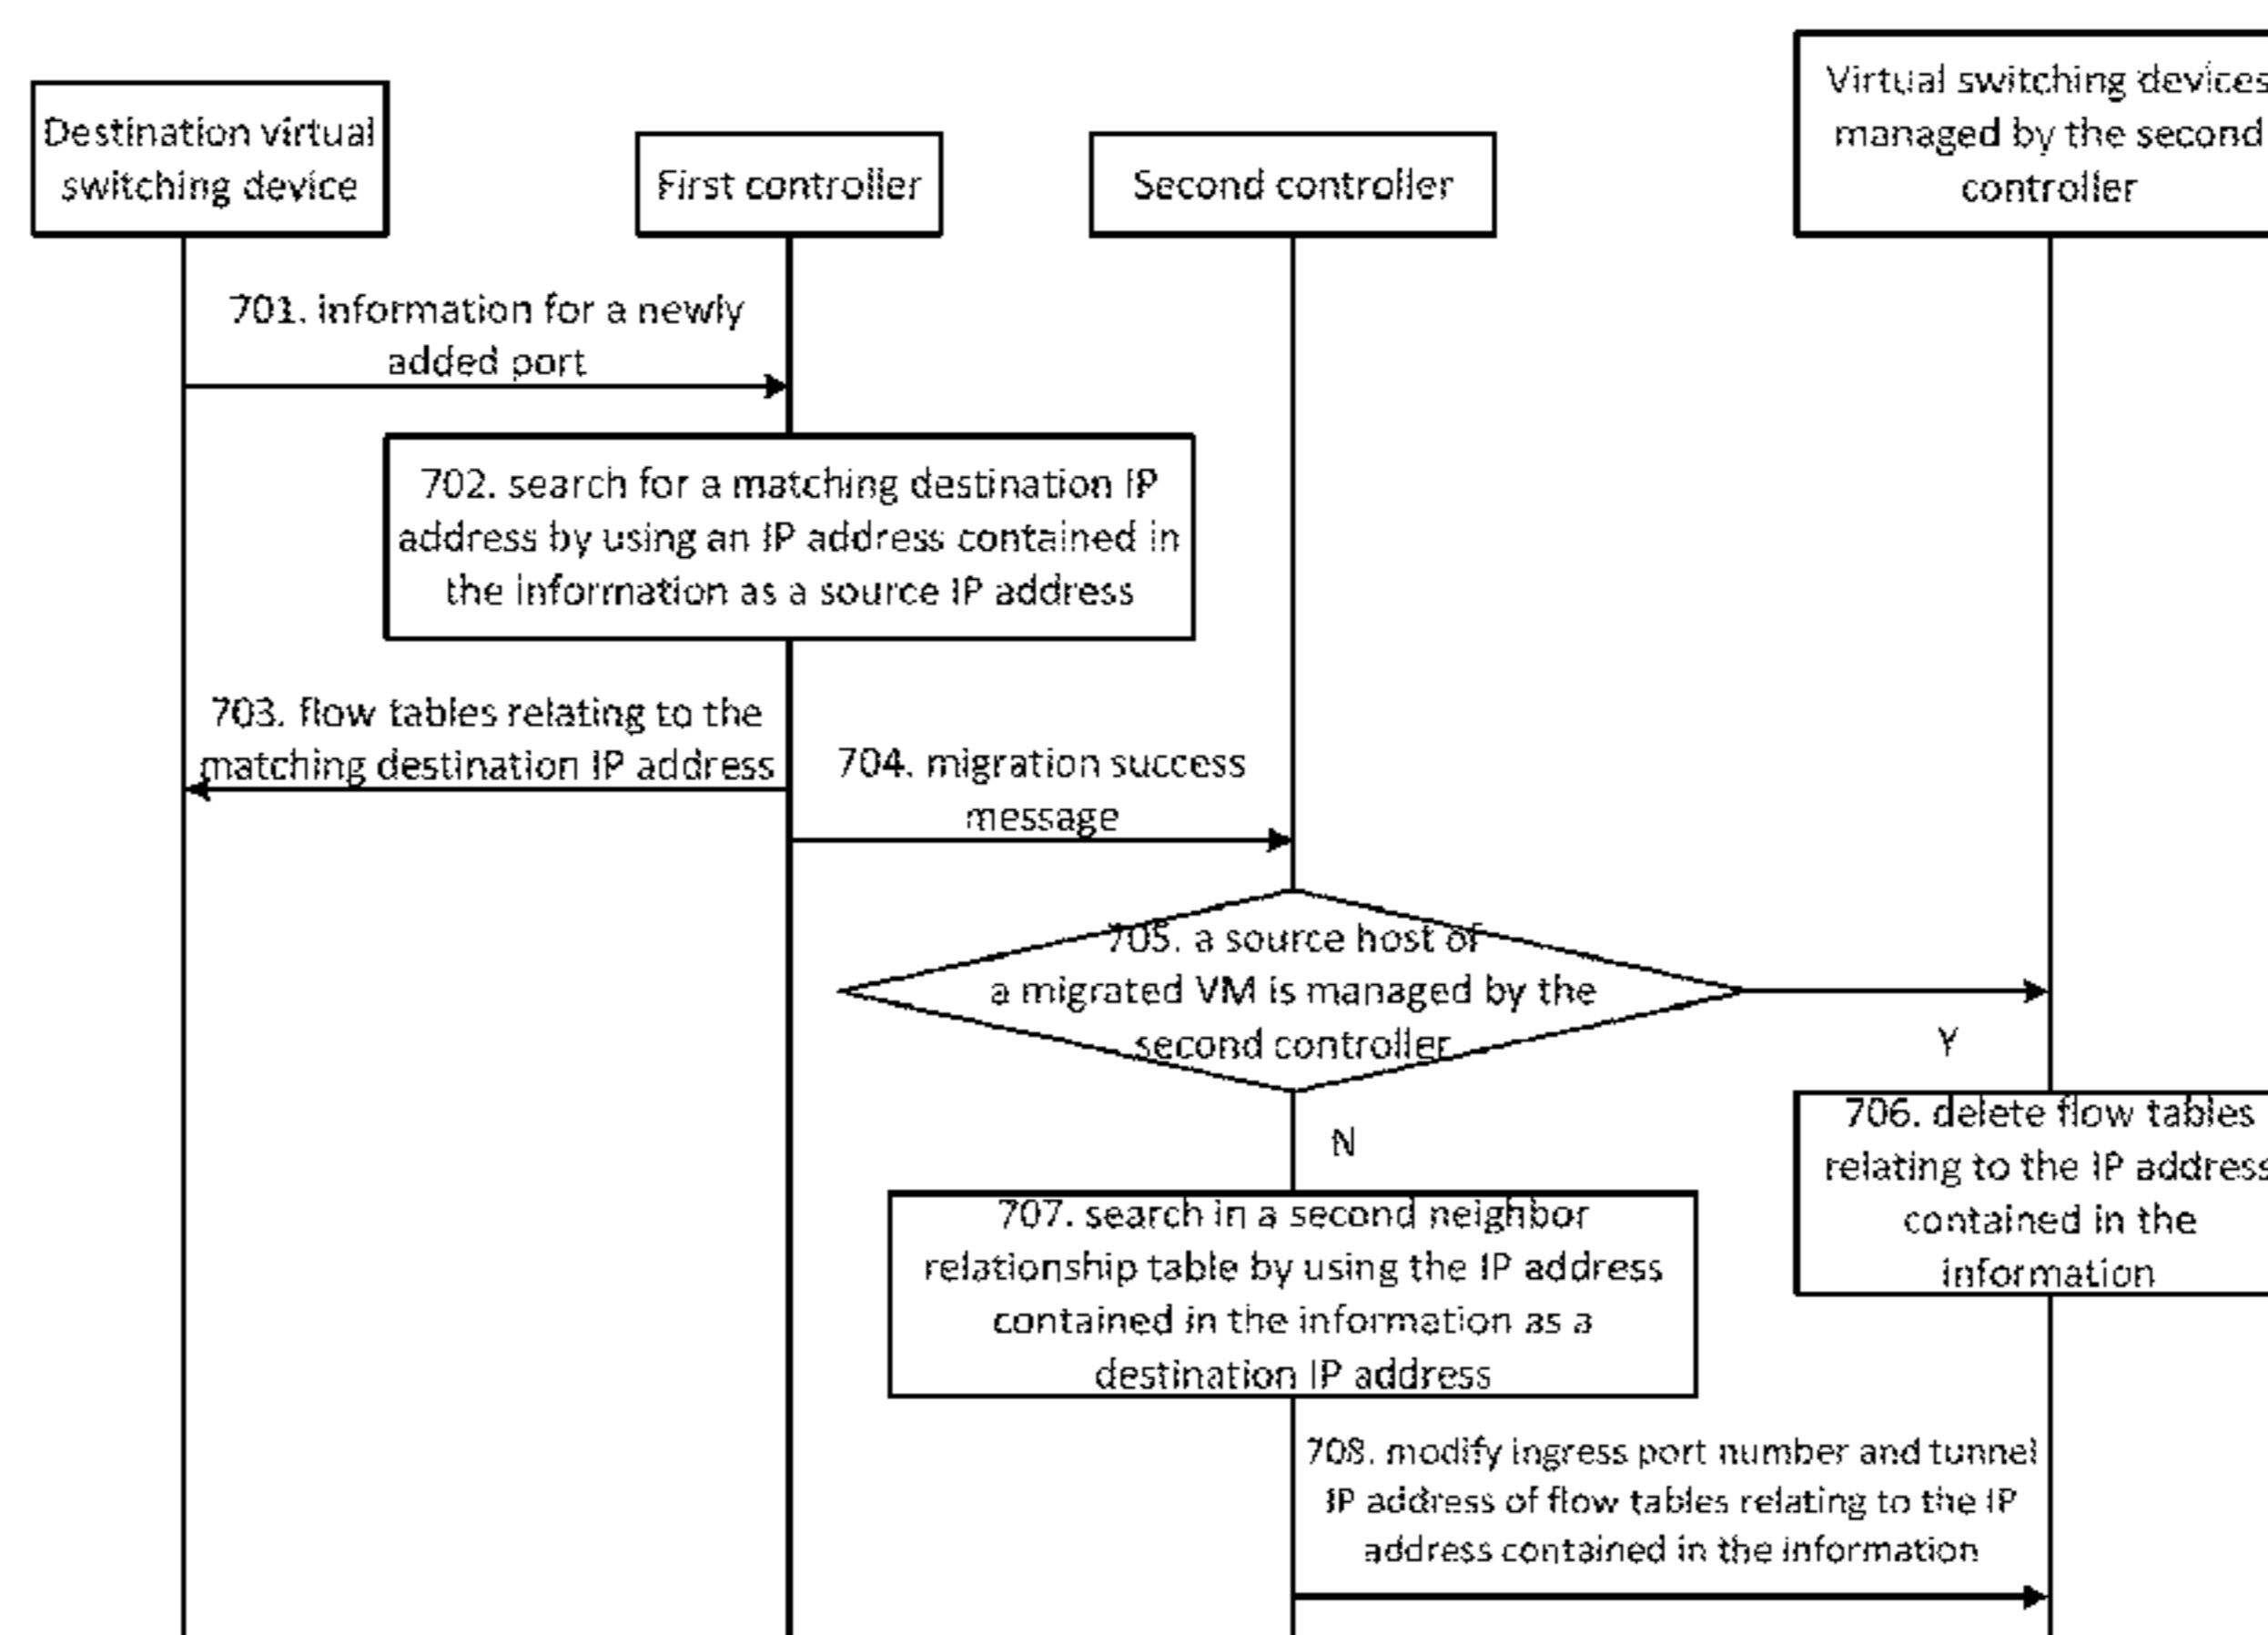 Destination virtual
switching device
First controller
Second controller
Virtual switching devices
managed by the second
controller
701. information for a newly
added port
702. search for a matching destination IP
address by using an IP address contained in
the information as a source IP address
703. flow tables relating to the
matching destination IP address
704. migration success
message
705. a source host of
a migrated VM is managed by the
second controller
Y
N
706. delete flow tables
relating to the IP address
contained in the
information
707. search in a second neighbor
relationship table by using the IP address
contained in the information as a
destination IP address
708. modify ingress port number and tunnel
IP address of flow tables relating to the IP
address contained in the information